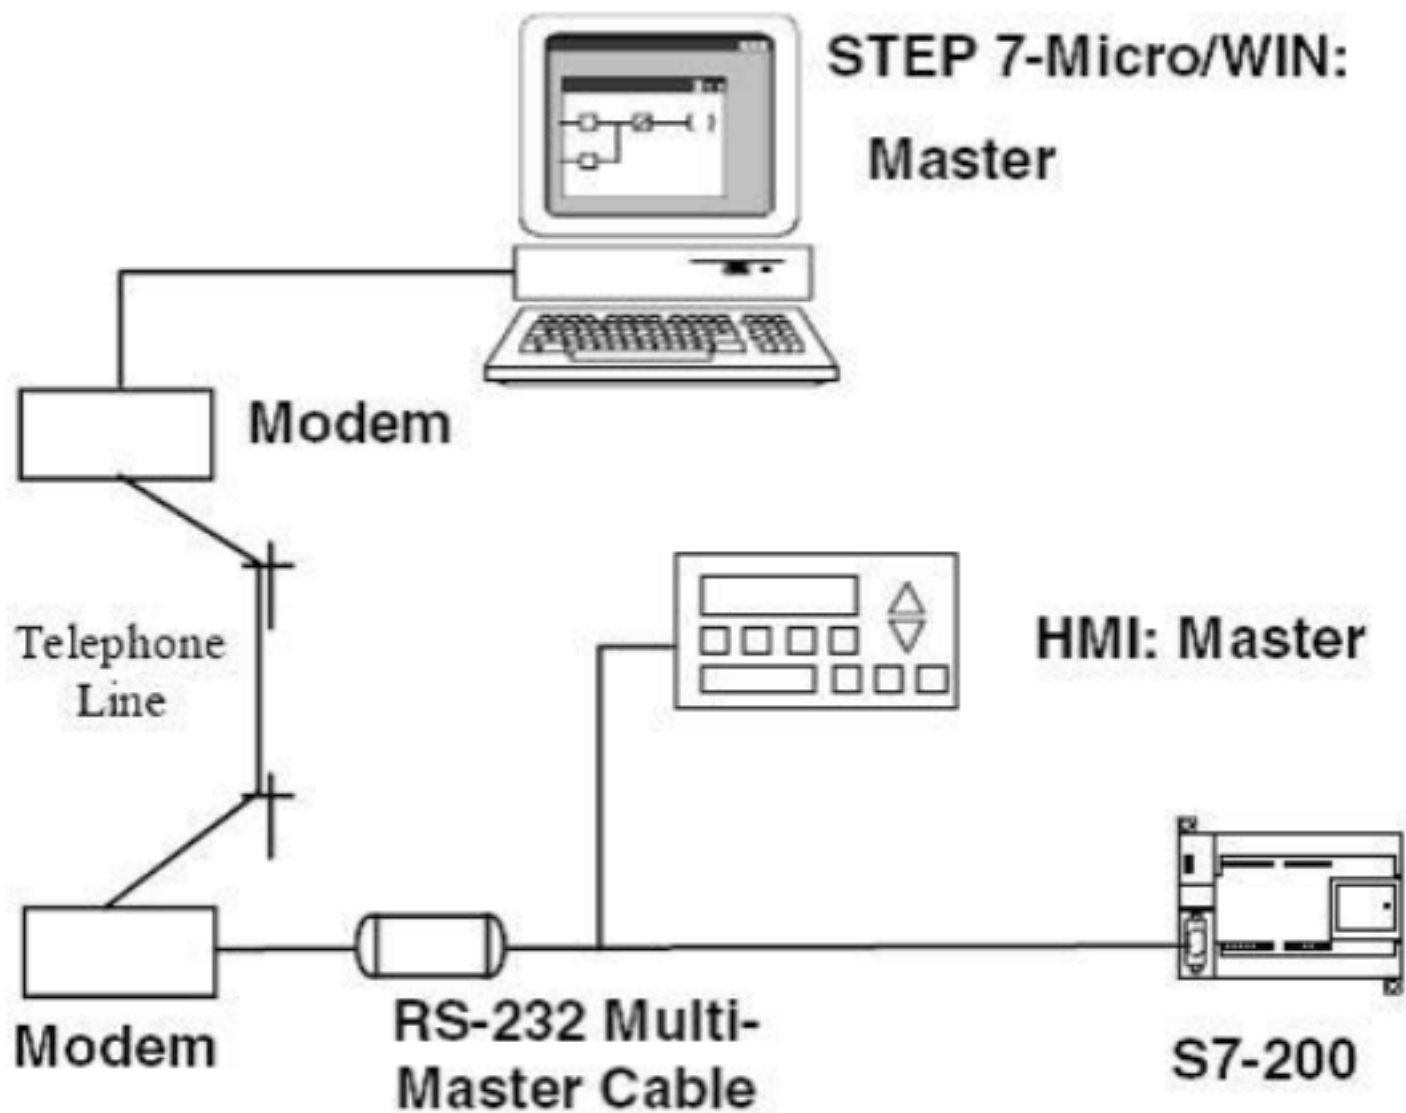 STEP 7-Micro/WIN:
Master
Modem
Telephone
Line
HMI: Master
Modem
RS-232 Multi-
Master Cable
S7-200